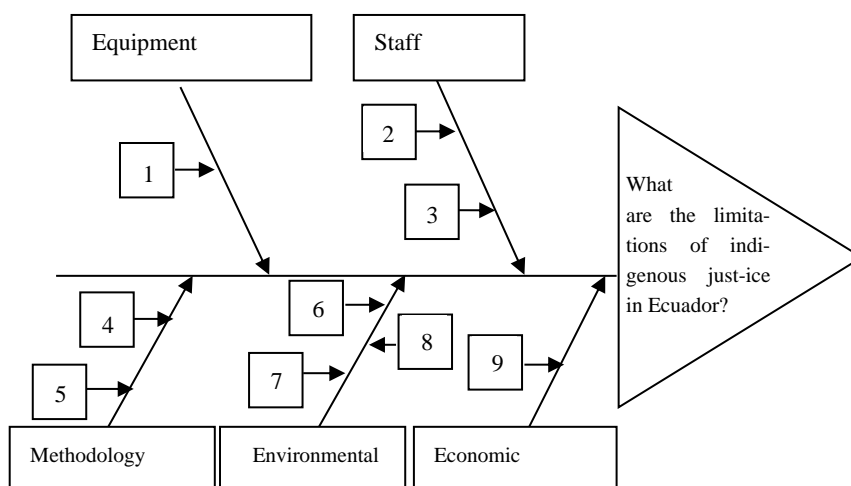 Equipment
Staff
1
2
3
What
are the limita-
tions of indi-
genous just-ice
in Ecuador?
4
5
6
7
8
9
Methodology
Environmental
Economic